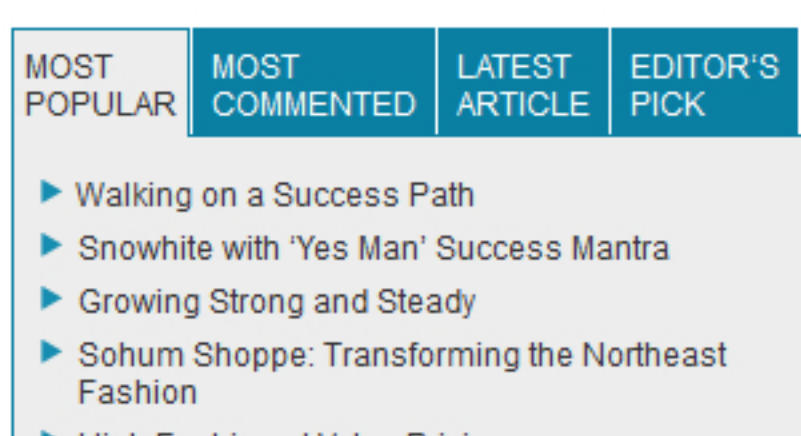 MOST
POPULAR
MOST
COMMENTED
LATEST
ARTICLE
EDITOR'S
PICK
Walking on a Success Path
Snowhite with ‘Yes Man’ Success Mantra
Growing Strong and Steady
Sohum Shoppe: Transforming the Northeast
Fashion